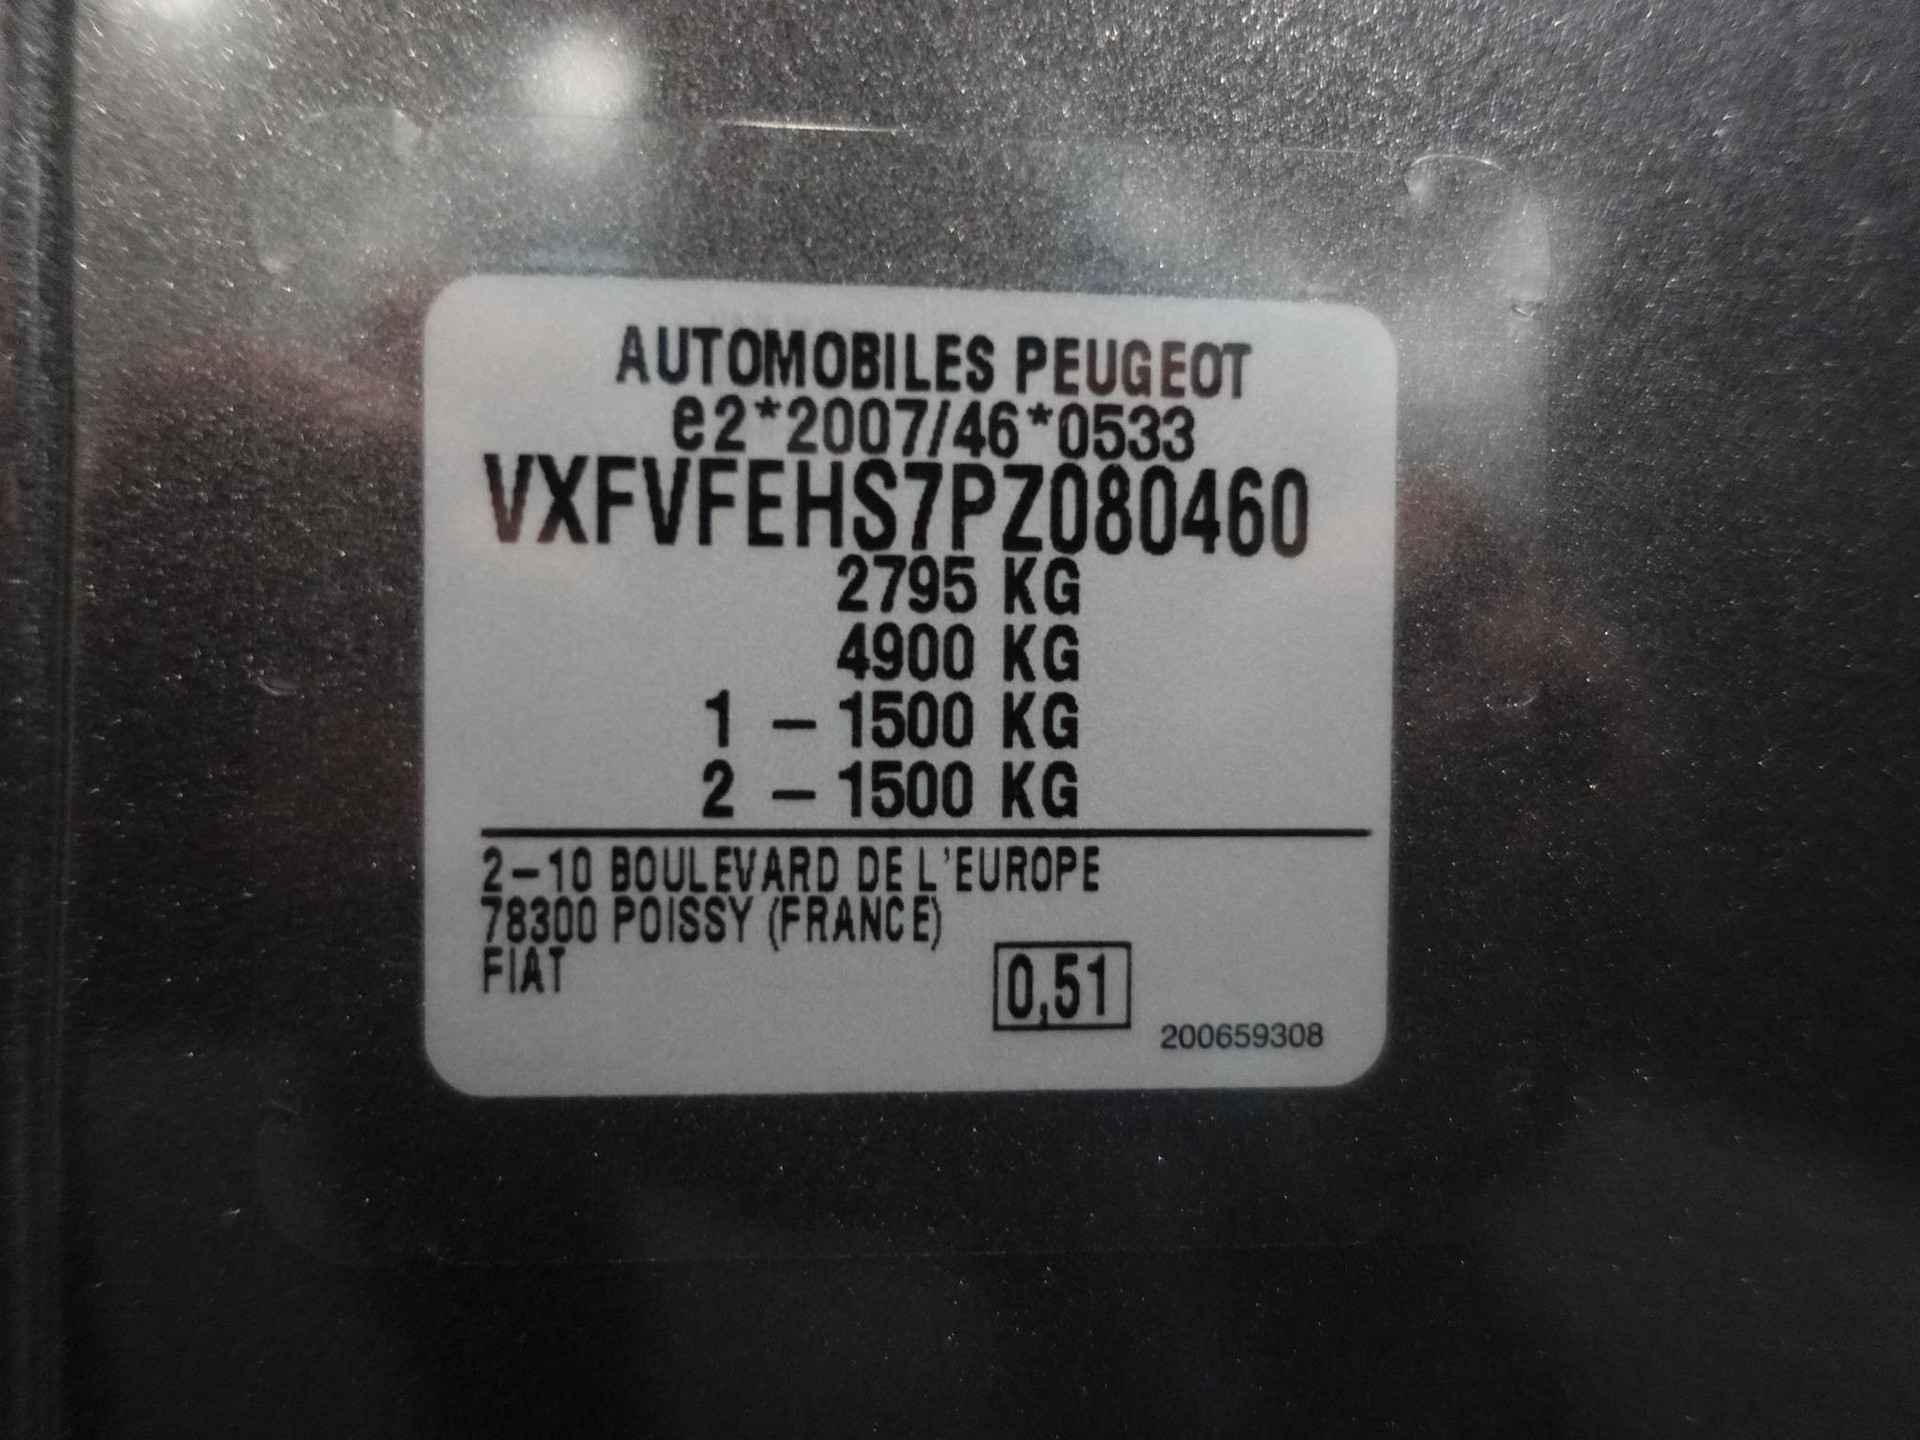 AUTOMOBILES PEUGEOT
e2*2007/46*0533
VXFVFEHS7PZ080460
2795 KG
4900 KG
1 – 1500 KG
2 – 1500 KG
2–10 BOULEVARD DE L'EUROPE
78300 POISSY (FRANCE)
FIAT
0,51
200659308